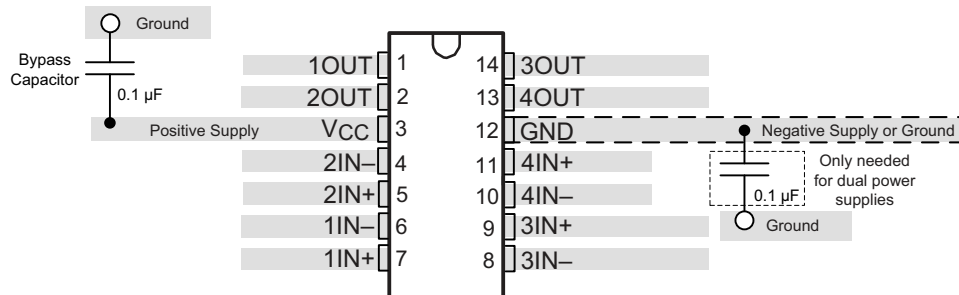 Ground
Bypass
Capacitor
0.1 µF
Positive Supply
1OUT 1
2OUT 2
VCC 3
2IN– 4
2IN+ 5
1IN– 6
1IN+ 7
14 3OUT
13 4OUT
12 GND
11 4IN+
10 4IN–
9 3IN+
8 3IN–
Negative Supply or Ground
Only needed
for dual power
supplies
0.1 µF
Ground